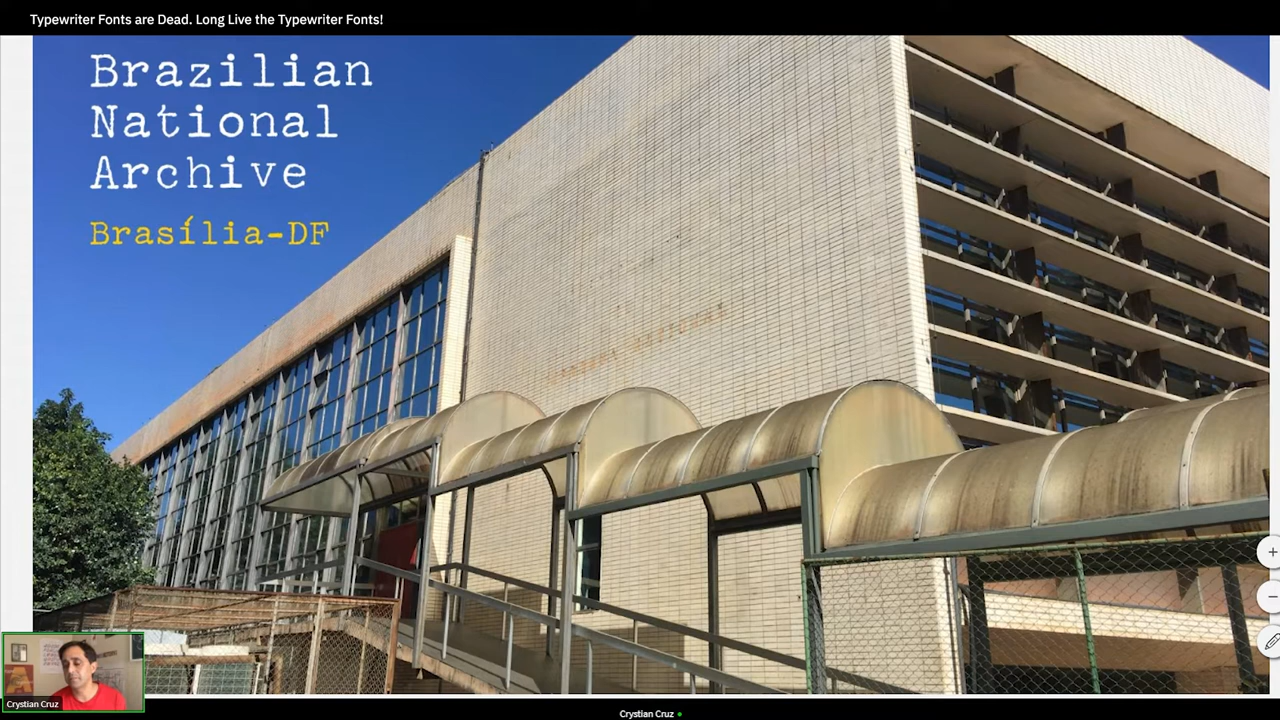 Typewriter Fonts are Dead. Long Live the Typewriter Fonts!
Brazilian
National
Archive
Brasília-DF
Crystian Cruz
Crystian Cruz